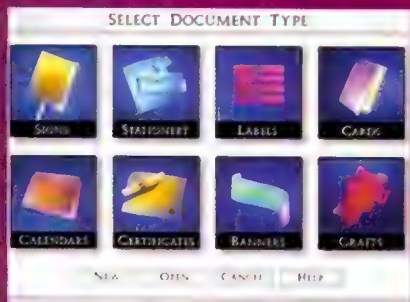 SELECT DOCUMENT TYPE
SIGNS STATIONERY LABELS CARDS
CALENDARS CERTIFICATES BANNERS CRAFTS
NEW OPEN CANCEL HELP